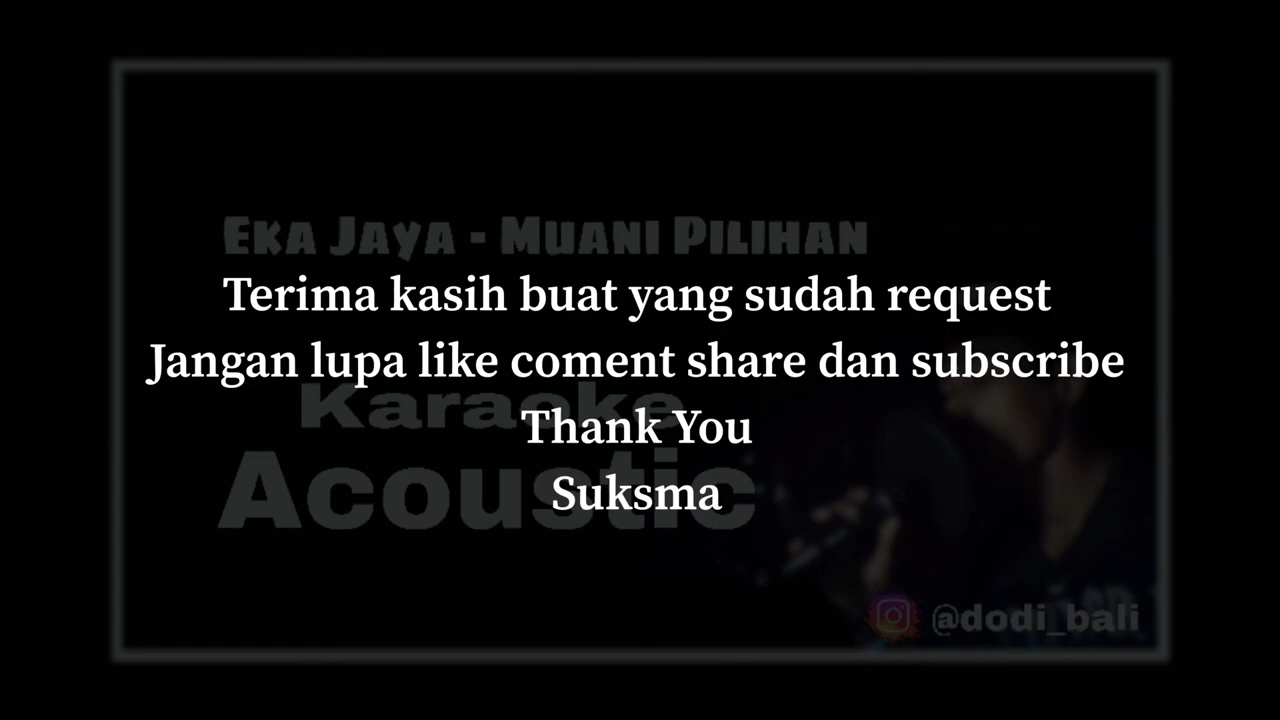 Eka Jaya - Muani Pilihan
Terima kasih buat yang sudah request
Jangan lupa like coment share dan subscribe
Karaoke
Thank You
Acoustic
Suksma
@dodi_bali